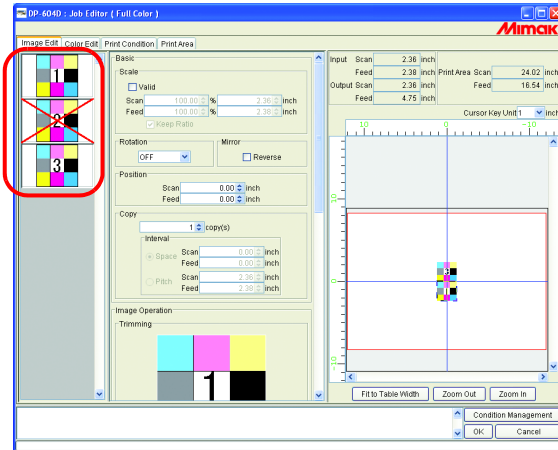 DP-604D : Job Editor ( Full Color )
Mimaki
Image Edit Color Edit Print Condition Print Area
1
2
3
Basic
Scale
Valid
Scan 100.00 % 2.36 inch
Feed 100.00 % 2.36 inch
Keep Ratio
Rotation
OFF
Mirror
Reverse
Position
Scan 0.00 inch
Feed 0.00 inch
Copy
1 copy(s)
Interval
Space Scan 0.00 inch
Feed 0.00 inch
Pitch Scan 2.36 inch
Feed 2.38 inch
Image Operation
Trimming
1
Input Scan 2.36 inch
Feed 2.38 inch
Output Scan 2.36 inch
Feed 4.75 inch
Print Area Scan 24.02 inch
Feed 16.54 inch
Cursor Key Unit 1 inch
10 0 -10
0
0
-10
3
1
Fit to Table Width Zoom Out Zoom In
Condition Management
OK Cancel